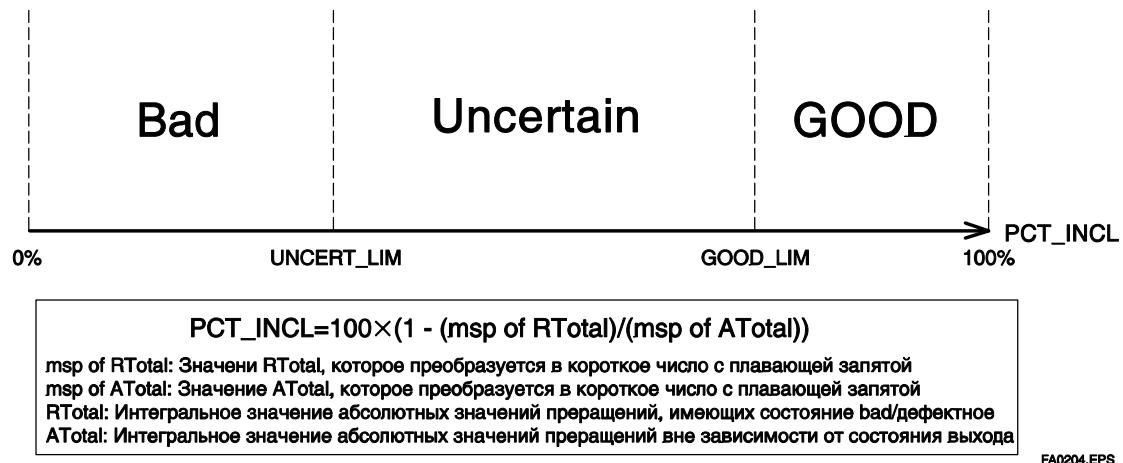 Bad Uncertain GOOD
PCT_INCL
0% UNCERT_LIM GOOD_LIM 100%
PCT_INCL=100×(1 - (msp of RTotal)/(msp of ATotal))
msp of RTotal: Значени RTotal, которое преобразуется в короткое число с плавающей запятой
msp of ATotal: Значение ATotal, которое преобразуется в короткое число с плавающей запятой
RTotal: Интегральное значение абсолютных значений преращений, имеющих состояние bad/дефектное
ATotal: Интегральное значение абсолютных значений преращений вне зависимости от состояния выхода
FA0204.EPS